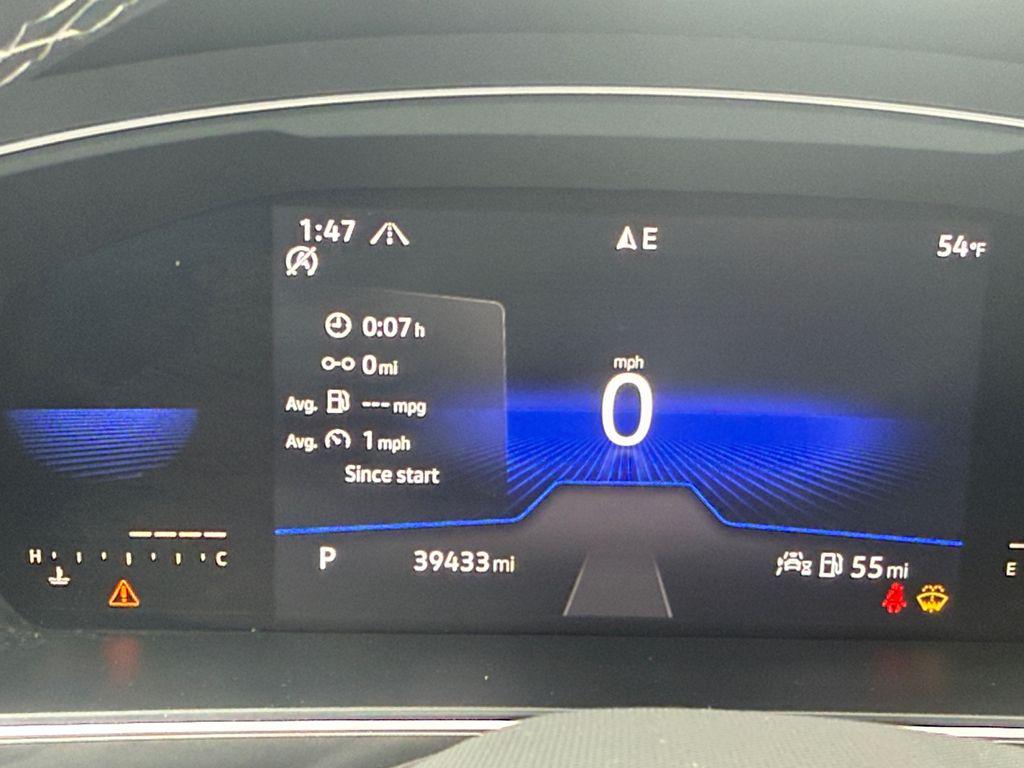 1:47
E
54°F
0:07 h
0 mi
Avg. --- mpg
Avg. 1 mph
Since start
mph
0
H C
P
39433 mi
55 mi
E